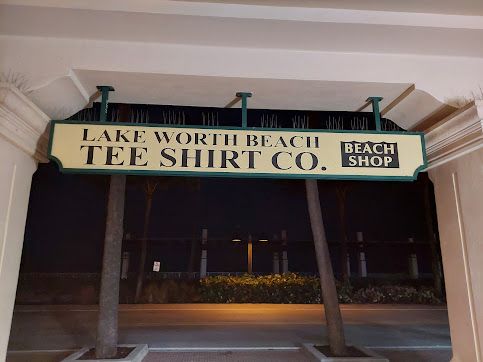 LAKE WORTH BEACH
TEE SHIRT CO.
BEACH
SHOP